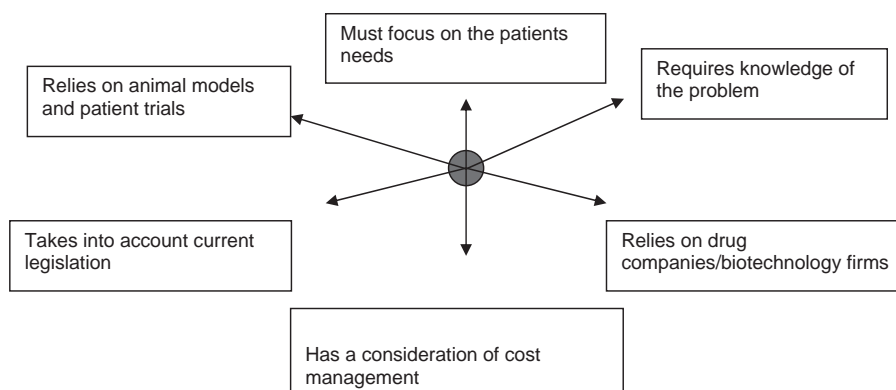 Must focus on the patients
needs
Relies on animal models
and patient trials
Requires knowledge of
the problem
Takes into account current
legislation
Relies on drug
companies/biotechnology firms
Has a consideration of cost
management